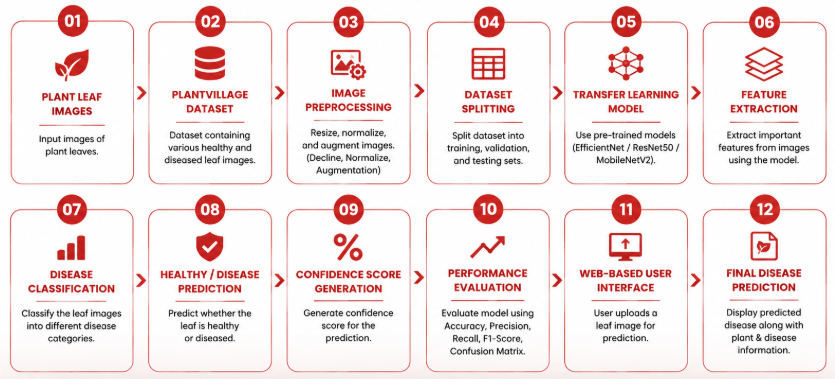 01
PLANT LEAF
IMAGES
Input images of
plant leaves.
02
PLANTVILLAGE
DATASET
Dataset containing
various healthy and
diseased leaf images.
03
IMAGE
PREPROCESSING
Resize, normalize,
and augment images.
(Decline, Normalize,
Augmentation)
04
DATASET
SPLITTING
Split dataset into
training, validation,
and testing sets.
05
TRANSFER LEARNING
MODEL
Use pre-trained models
(EfficientNet / ResNet50 /
MobileNetV2).
06
FEATURE
EXTRACTION
Extract important
features from images
using the model.
07
DISEASE
CLASSIFICATION
Classify the leaf images
into different disease
categories.
08
HEALTHY / DISEASE
PREDICTION
Predict whether the
leaf is healthy
or diseased.
09
%
CONFIDENCE SCORE
GENERATION
Generate confidence
score for the
prediction.
10
PERFORMANCE
EVALUATION
Evaluate model using
Accuracy, Precision,
Recall, F1-Score,
Confusion Matrix.
11
WEB-BASED USER
INTERFACE
User uploads a
leaf image for
prediction.
12
FINAL DISEASE
PREDICTION
Display predicted
disease along with
plant & disease
information.